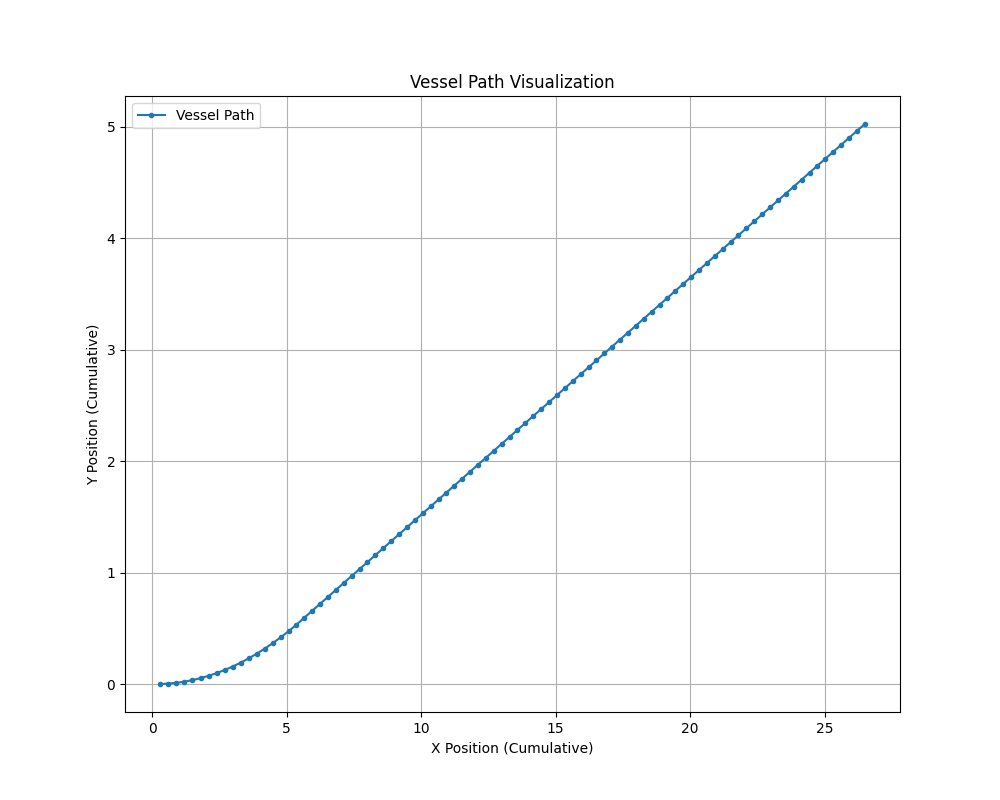 Vessel Path Visualization
Vessel Path
Y Position (Cumulative)
5
4
3
2
1
0
0 5 10 15 20 25
X Position (Cumulative)